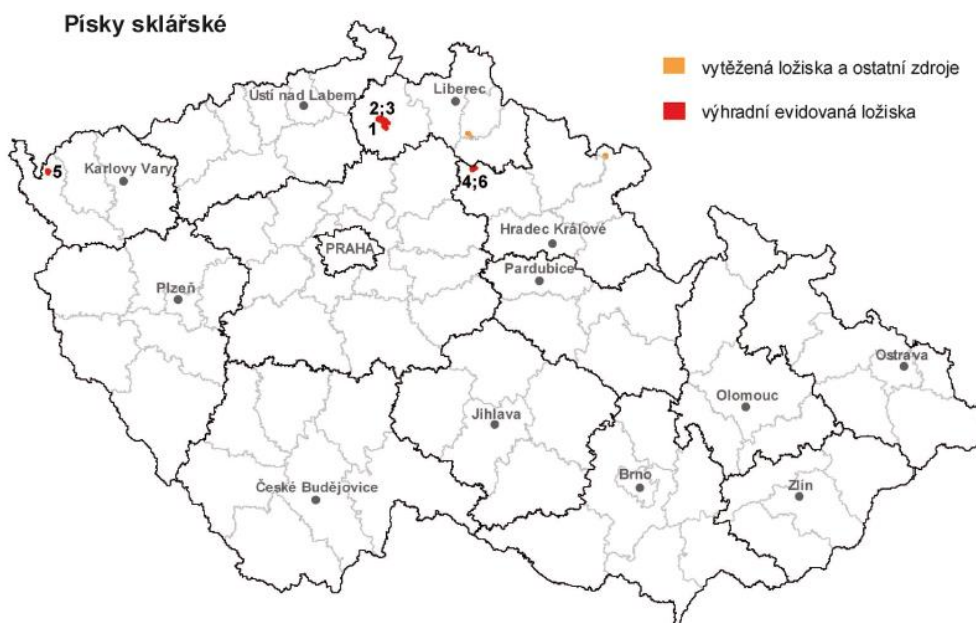 Písky sklářské
vytěžená ložiska a ostatní zdroje
výhradní evidovaná ložiska
Ústí nad Labem
Liberec
2;3
1
5
Karlovy Vary
4;6
Hradec Králové
PRAHA
Pardubice
Plzeň
Ostrava
Olomouc
Jihlava
Brno
Zlín
České Budějovice